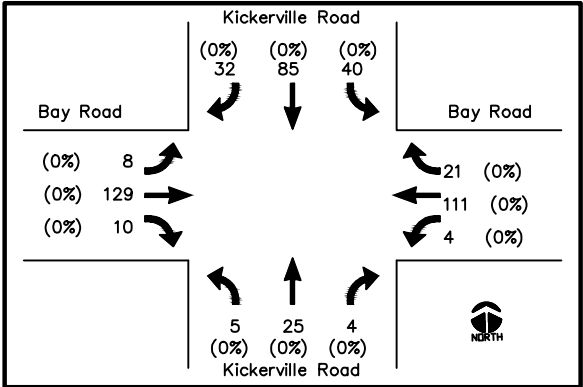 Kickerville Road
(0%) (0%) (0%)
32 85 40
Bay Road
Bay Road
(0%) 8
(0%) 129
(0%) 10
21 (0%)
111 (0%)
4 (0%)
5 25 4
(0%) (0%) (0%)
Kickerville Road
NORTH